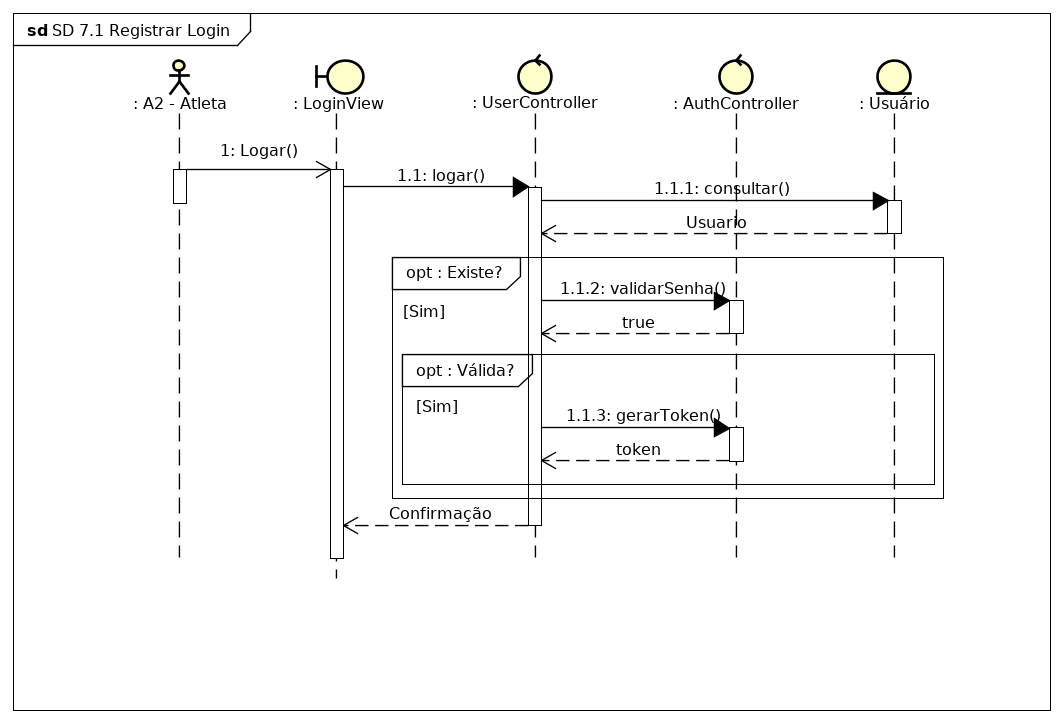 sd SD 7.1 Registrar Login
: A2 - Atleta
: LoginView
: UserController
: AuthController
: Usuário
1: Logar()
1.1: logar()
1.1.1: consultar()
Usuario
opt : Existe?
[Sim]
1.1.2: validarSenha()
true
opt : Válida?
[Sim]
1.1.3: gerarToken()
token
Confirmação